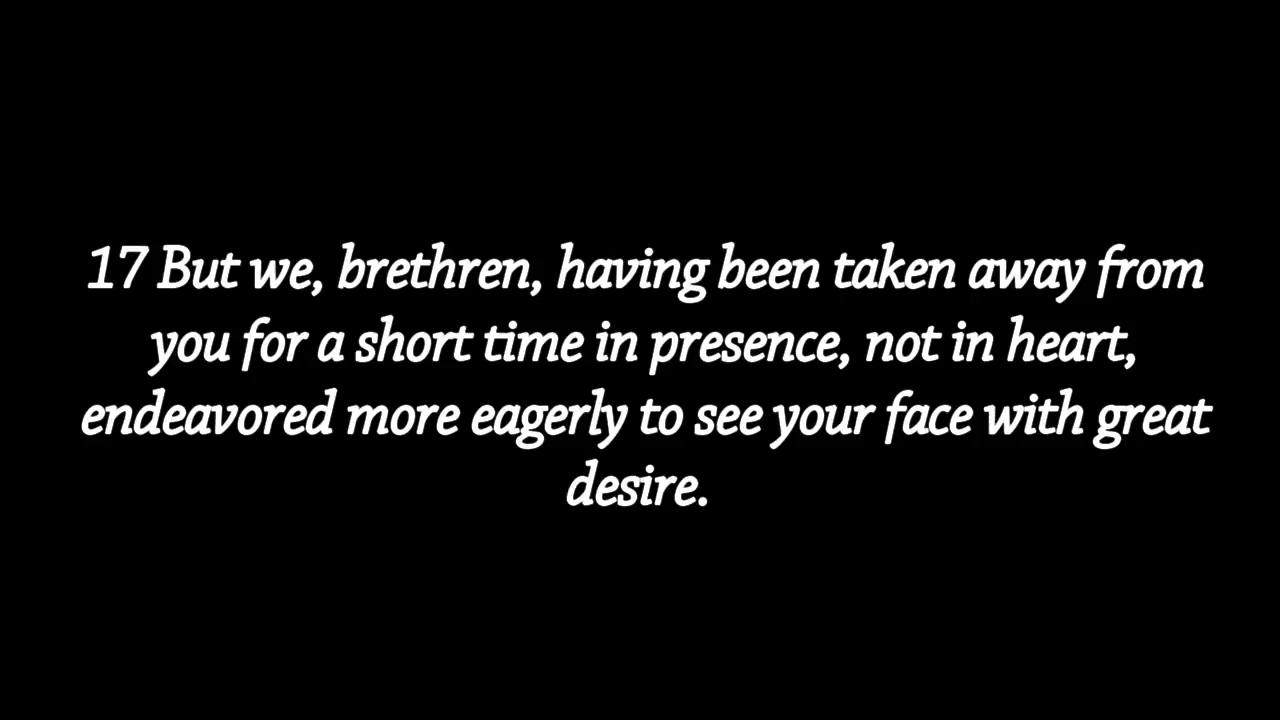 17 But we, brethren, having been taken away from
you for a short time in presence, not in heart,
endeavored more eagerly to see your face with great
desire.